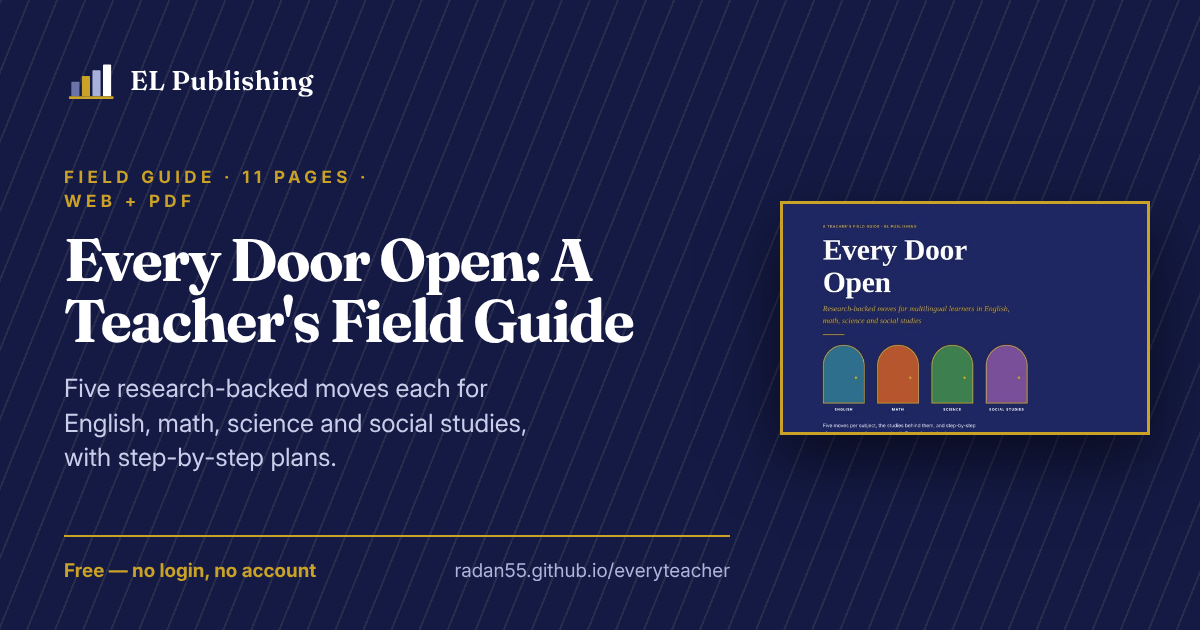 EL Publishing
FIELD GUIDE · 11 PAGES ·
WEB + PDF
Every Door Open: A
Teacher's Field Guide
Five research-backed moves each for
English, math, science and social studies,
with step-by-step plans.
Free — no login, no account
radan55.github.io/everyteacher
A TEACHER'S FIELD GUIDE · EL PUBLISHING
Every Door
Open
Research-backed moves for multilingual learners in English,
math, science and social studies
ENGLISH
MATH
SCIENCE
SOCIAL STUDIES
Five moves per subject, the studies behind them, and step-by-step